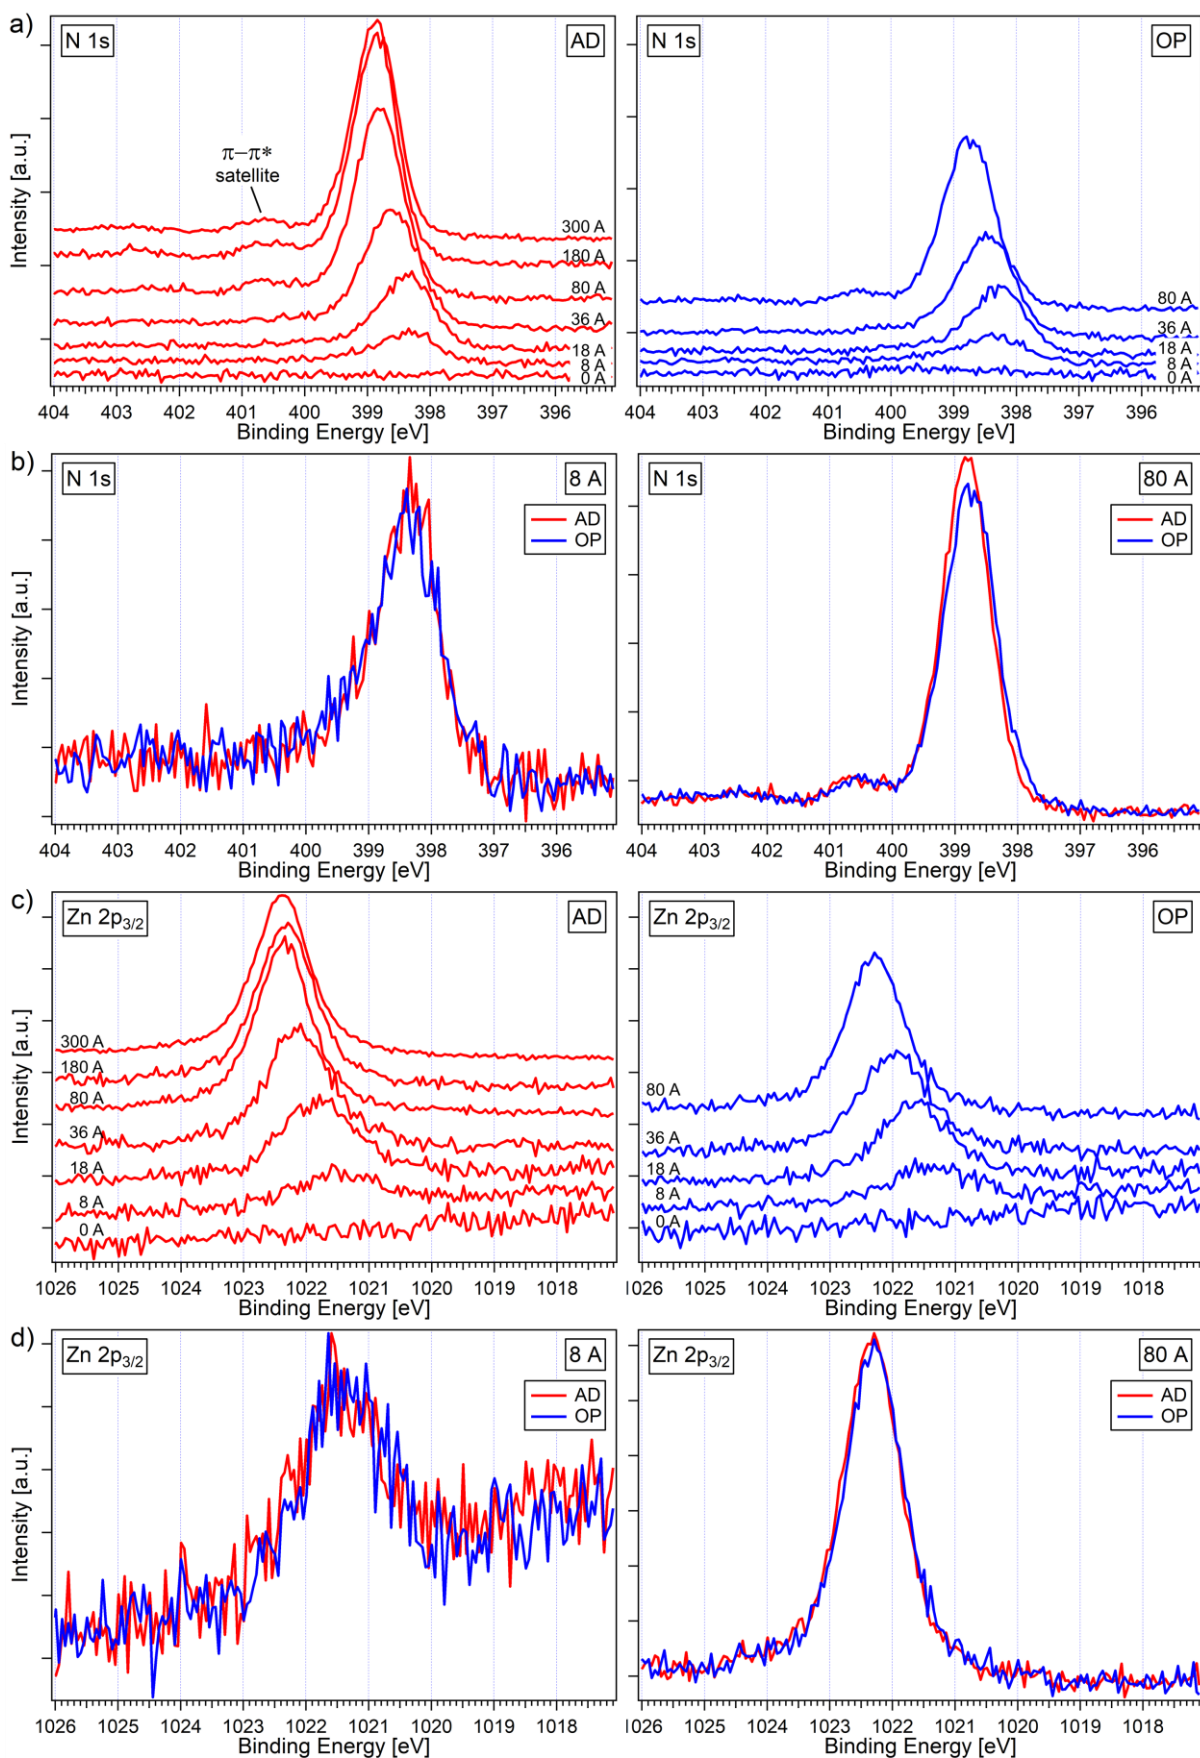 a)
N 1s
AD
π–π*
satellite
300 A
180 A
80 A
36 A
18 A
8 A
0 A
Intensity [a.u.]
404 403 402 401 400 399 398 397 396
Binding Energy [eV]
N 1s
OP
80 A
36 A
18 A
8 A
0 A
404 403 402 401 400 399 398 397 396
Binding Energy [eV]
b)
N 1s
8 A
AD
OP
Intensity [a.u.]
404 403 402 401 400 399 398 397 396
Binding Energy [eV]
N 1s
80 A
AD
OP
404 403 402 401 400 399 398 397 396
Binding Energy [eV]
c)
Zn 2p3/2
AD
300 A
180 A
80 A
36 A
18 A
8 A
0 A
Intensity [a.u.]
1026 1025 1024 1023 1022 1021 1020 1019 1018
Binding Energy [eV]
Zn 2p3/2
OP
80 A
36 A
18 A
8 A
0 A
1026 1025 1024 1023 1022 1021 1020 1019 1018
Binding Energy [eV]
d)
Zn 2p3/2
8 A
AD
OP
Intensity [a.u.]
1026 1025 1024 1023 1022 1021 1020 1019 1018
Binding Energy [eV]
Zn 2p3/2
80 A
AD
OP
1026 1025 1024 1023 1022 1021 1020 1019 1018
Binding Energy [eV]